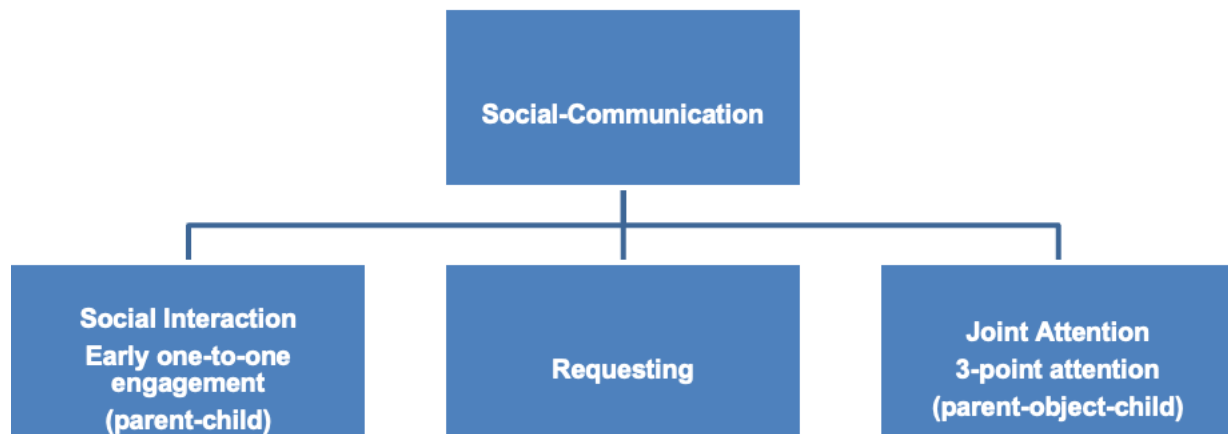 Social-Communication
Social Interaction
Early one-to-one
engagement
(parent-child)
Requesting
Joint Attention
3-point attention
(parent-object-child)